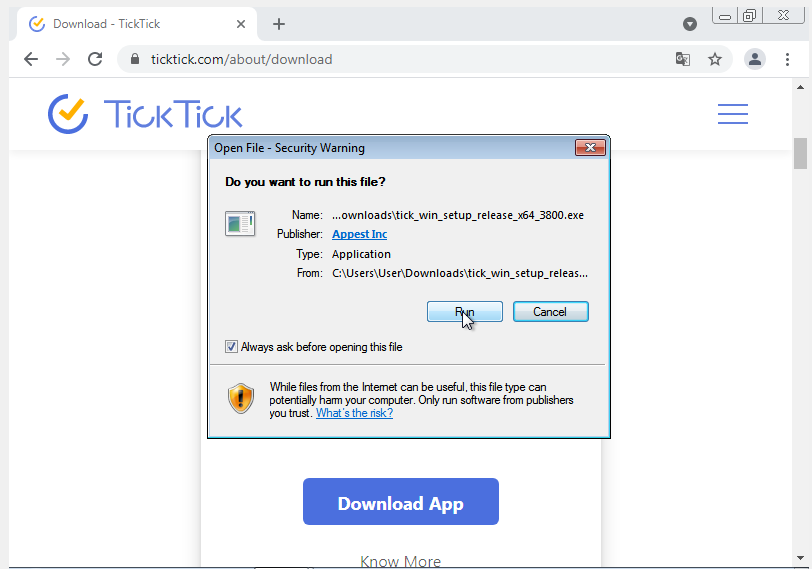 Download - TickTick
ticktick.com/about/download
TickTick
Open File - Security Warning
Do you want to run this file?
Name: ...ownloads\tick_win_setup_release_x64_3800.exe
Publisher: Appest Inc
Type: Application
From: C:\Users\User\Downloads\tick_win_setup_releas...
Run Cancel
Always ask before opening this file
While files from the Internet can be useful, this file type can
potentially harm your computer. Only run software from publishers
you trust. What's the risk?
Download App
Know More